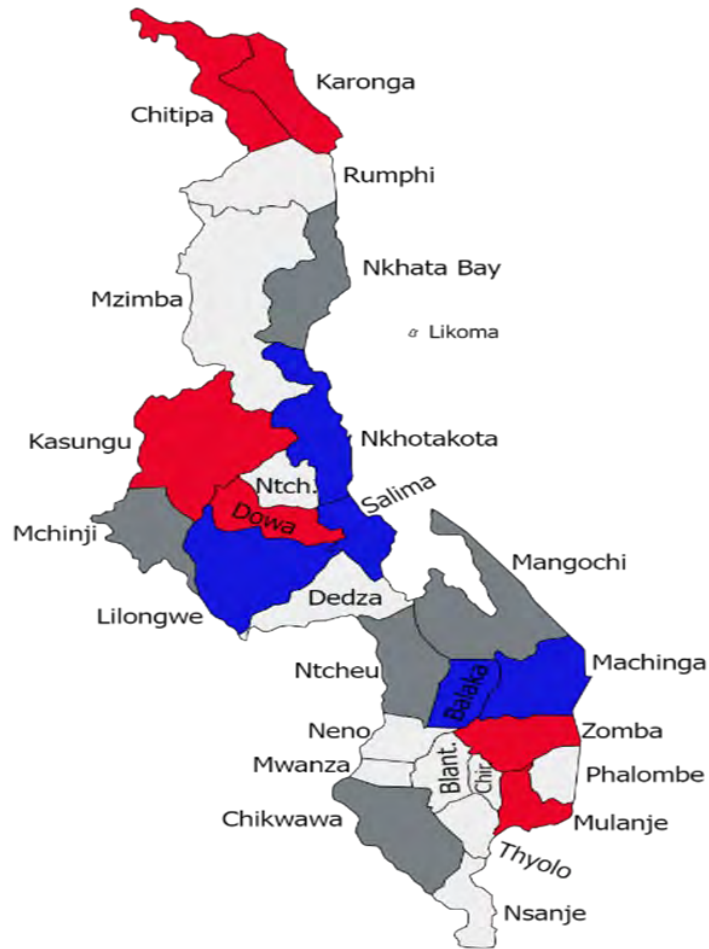 Karonga
Chitipa
Rumphi
Nkhata Bay
Mzimba
Likoma
Kasungu
Nkhotakota
Ntch.
Salima
Dowa
Mchinji
Mangochi
Dedza
Lilongwe
Machinga
Ntcheu
Balaka
Neno
Zomba
Blant.
Mwanza
Chir.
Phalombe
Chikwawa
Mulanje
Thyolo
Nsanje